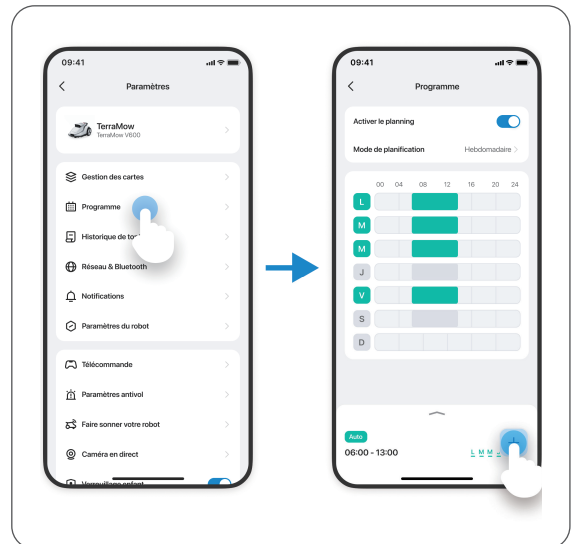 09:41
Paramètres
TerraMow
TerraMow V600
Gestion des cartes
Programme
Historique de
Réseau & Bluetooth
Notifications
Paramètres du robot
Télécommande
Paramètres antivol
Faire sonner votre robot
Caméra en direct
Verrouillage enfant
09:41
Programme
Activer le planning
Mode de planification Hebdomadaire
00 04 08 12 16 20 24
L
M
M
J
V
S
D
Auto
06:00 - 13:00 L M M